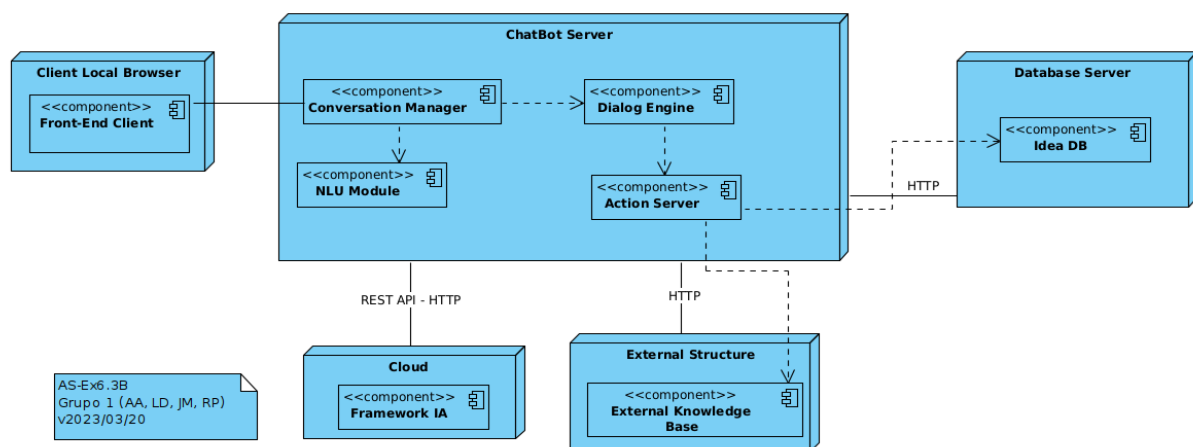 ChatBot Server
Client Local Browser
<<component>>
Front-End Client
<<component>>
Conversation Manager
<<component>>
Dialog Engine
<<component>>
NLU Module
<<component>>
Action Server
Database Server
<<component>>
Idea DB
HTTP
REST API - HTTP
HTTP
Cloud
<<component>>
Framework IA
External Structure
<<component>>
External Knowledge
Base
AS-Ex6.3B
Grupo 1 (AA, LD, JM, RP)
v2023/03/20